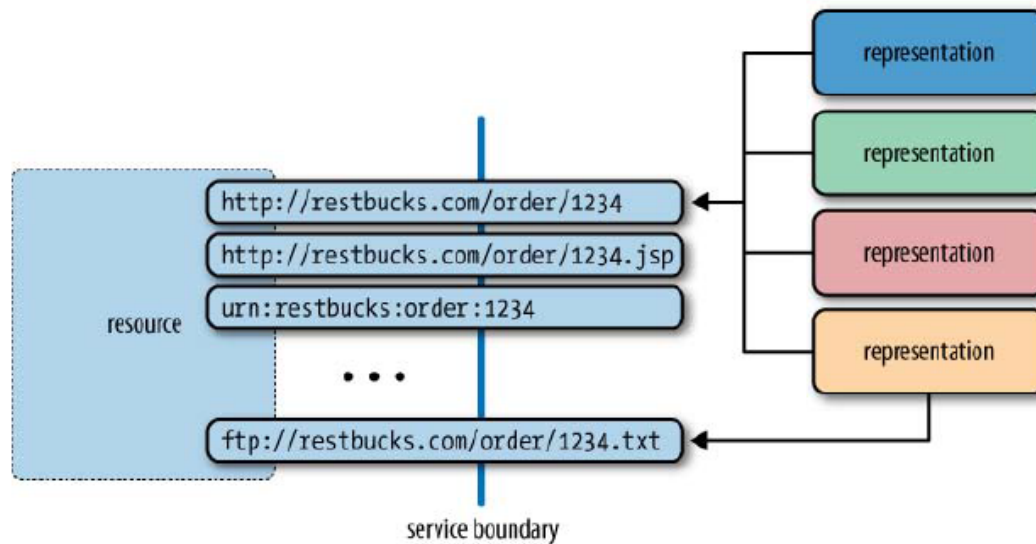 representation
representation
http://restbucks.com/order/1234
representation
http://restbucks.com/order/1234.jsp
urn:restbucks:order:1234
resource
representation
...
ftp://restbucks.com/order/1234.txt
service boundary